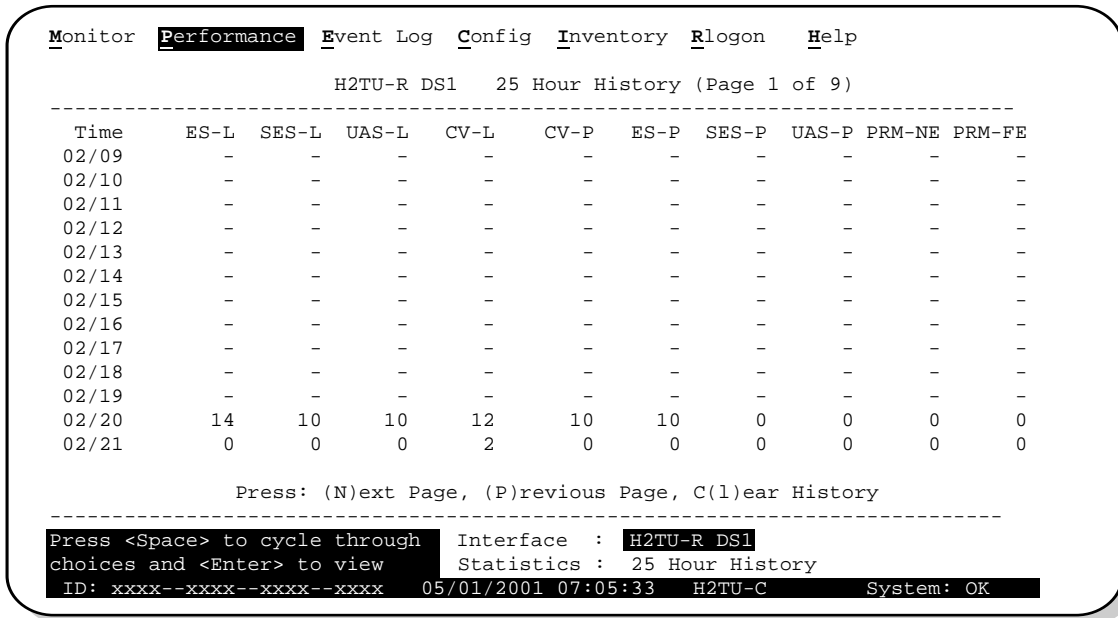 Monitor Performance Event Log Config Inventory Rlogon Help
H2TU-R DS1 25 Hour History (Page 1 of 9)
--------------------------------------------------------------------------------
Time ES-L SES-L UAS-L CV-L CV-P ES-P SES-P UAS-P PRM-NE PRM-FE
02/09 - - - - - - - - - -
02/10 - - - - - - - - - -
02/11 - - - - - - - - - -
02/12 - - - - - - - - - -
02/13 - - - - - - - - - -
02/14 - - - - - - - - - -
02/15 - - - - - - - - - -
02/16 - - - - - - - - - -
02/17 - - - - - - - - - -
02/18 - - - - - - - - - -
02/19 - - - - - - - - - -
02/20 14 10 10 12 10 10 0 0 0 0
02/21 0 0 0 2 0 0 0 0 0 0
Press: (N)ext Page, (P)revious Page, C(l)ear History
-------------------------------------------------------------------------------
Press <Space> to cycle through Interface : H2TU-R DS1
choices and <Enter> to view Statistics : 25 Hour History
ID: xxxx--xxxx--xxxx--xxxx 05/01/2001 07:05:33 H2TU-C System: OK